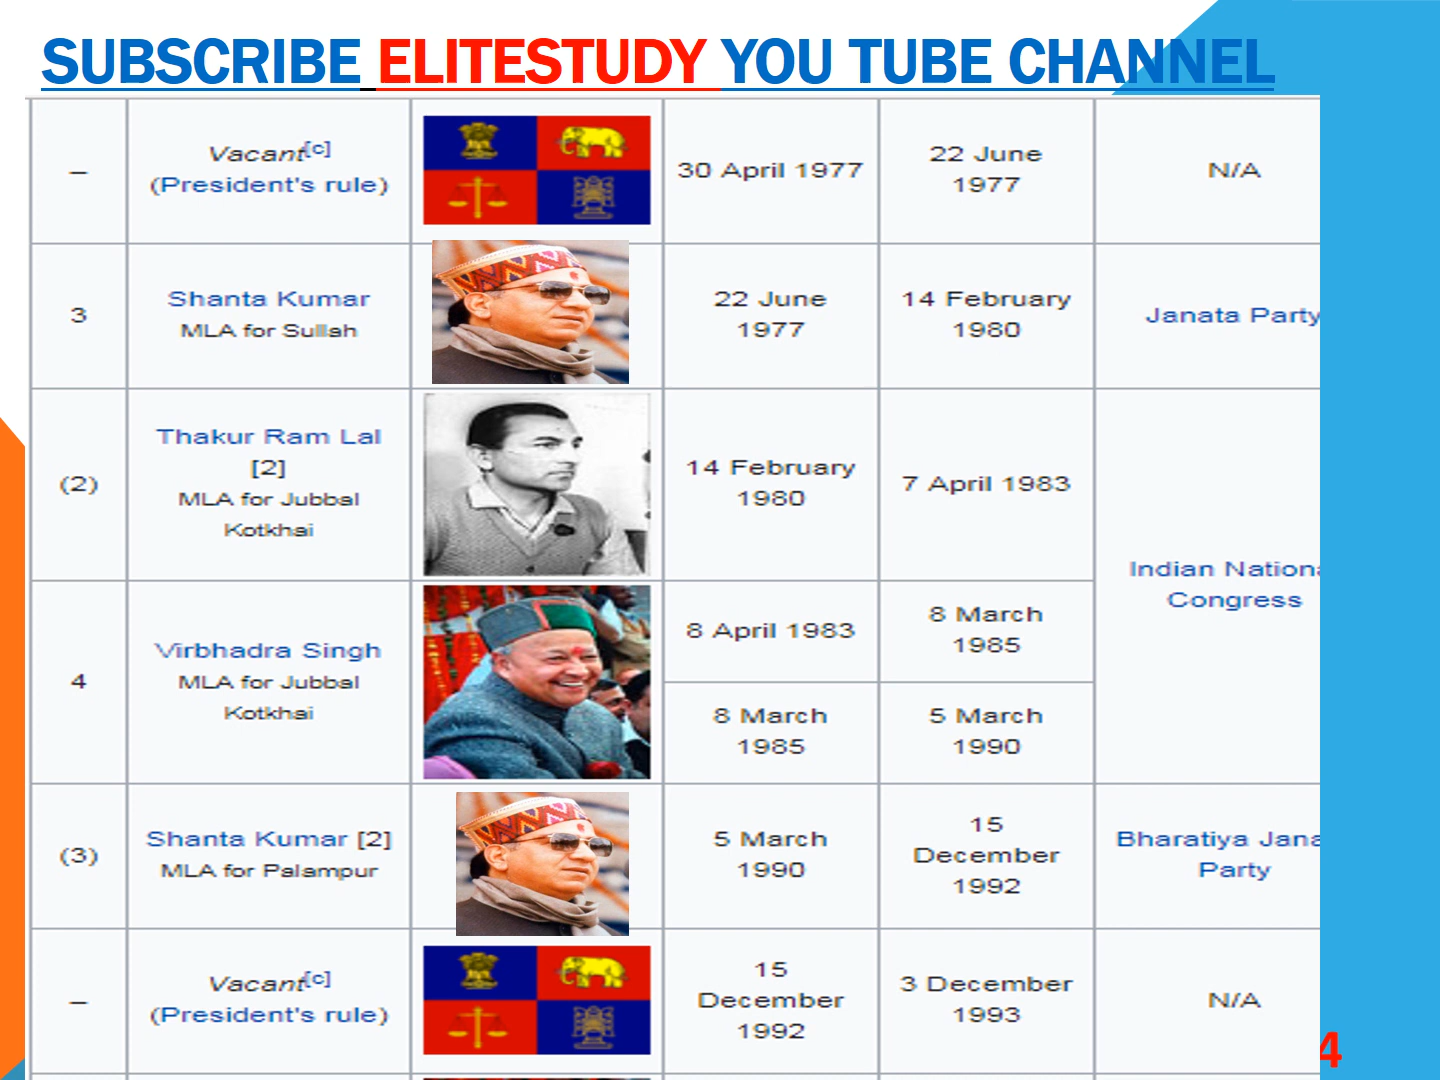 SUBSCRIBE ELITESTUDY YOU TUBE CHANNEL
–
Vacant[c]
(President's rule)
30 April 1977
22 June
1977
N/A
3
Shanta Kumar
MLA for Sullah
22 June
1977
14 February
1980
Janata Party
(2)
Thakur Ram Lal
[2]
MLA for Jubbal
Kotkhai
14 February
1980
7 April 1983
Indian Nationa
Congress
4
Virbhadra Singh
MLA for Jubbal
Kotkhai
8 April 1983
8 March
1985
8 March
1985
5 March
1990
(3)
Shanta Kumar [2]
MLA for Palampur
5 March
1990
15
December
1992
Bharatiya Jana
Party
–
Vacant[c]
(President's rule)
15
December
1992
3 December
1993
N/A
4